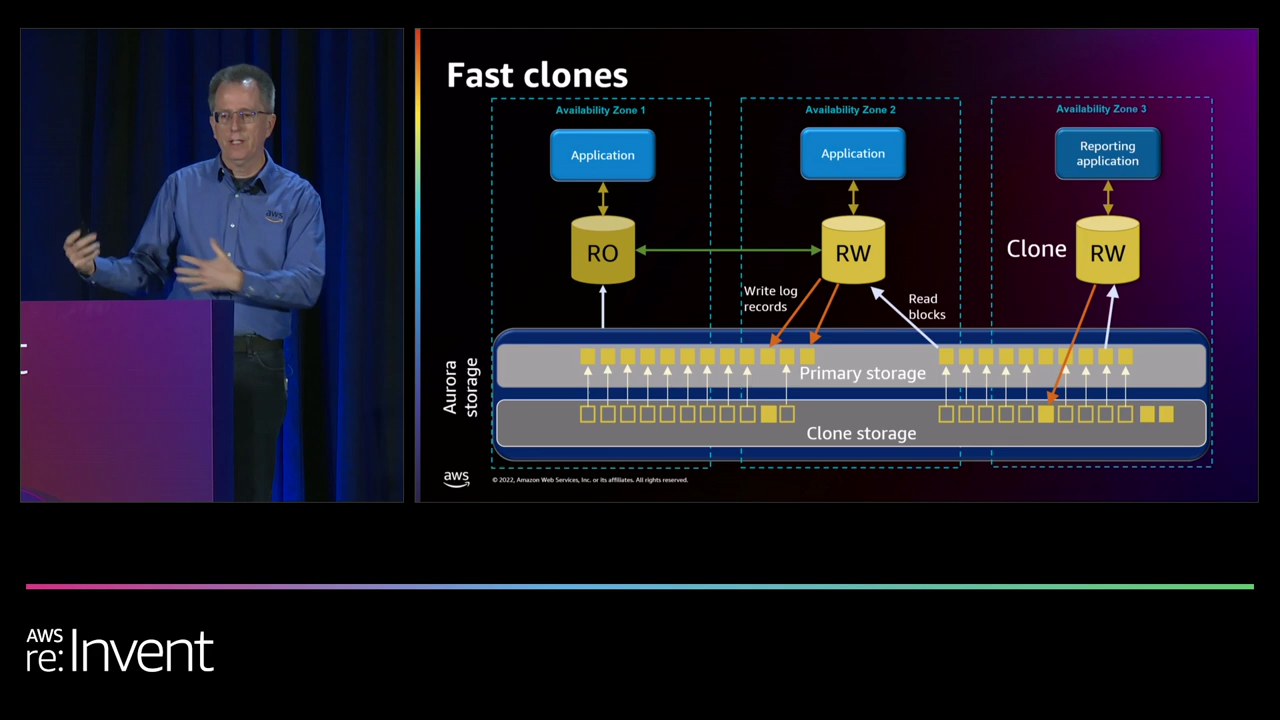 aws
Fast clones
Availability Zone 1
Availability Zone 2
Availability Zone 3
Application
Application
Reporting
application
RO
RW
Clone
RW
Write log
records
Read
blocks
Aurora
storage
Primary storage
Clone storage
aws
© 2022, Amazon Web Services, Inc. or its affiliates. All rights reserved.
AWS
re:Invent